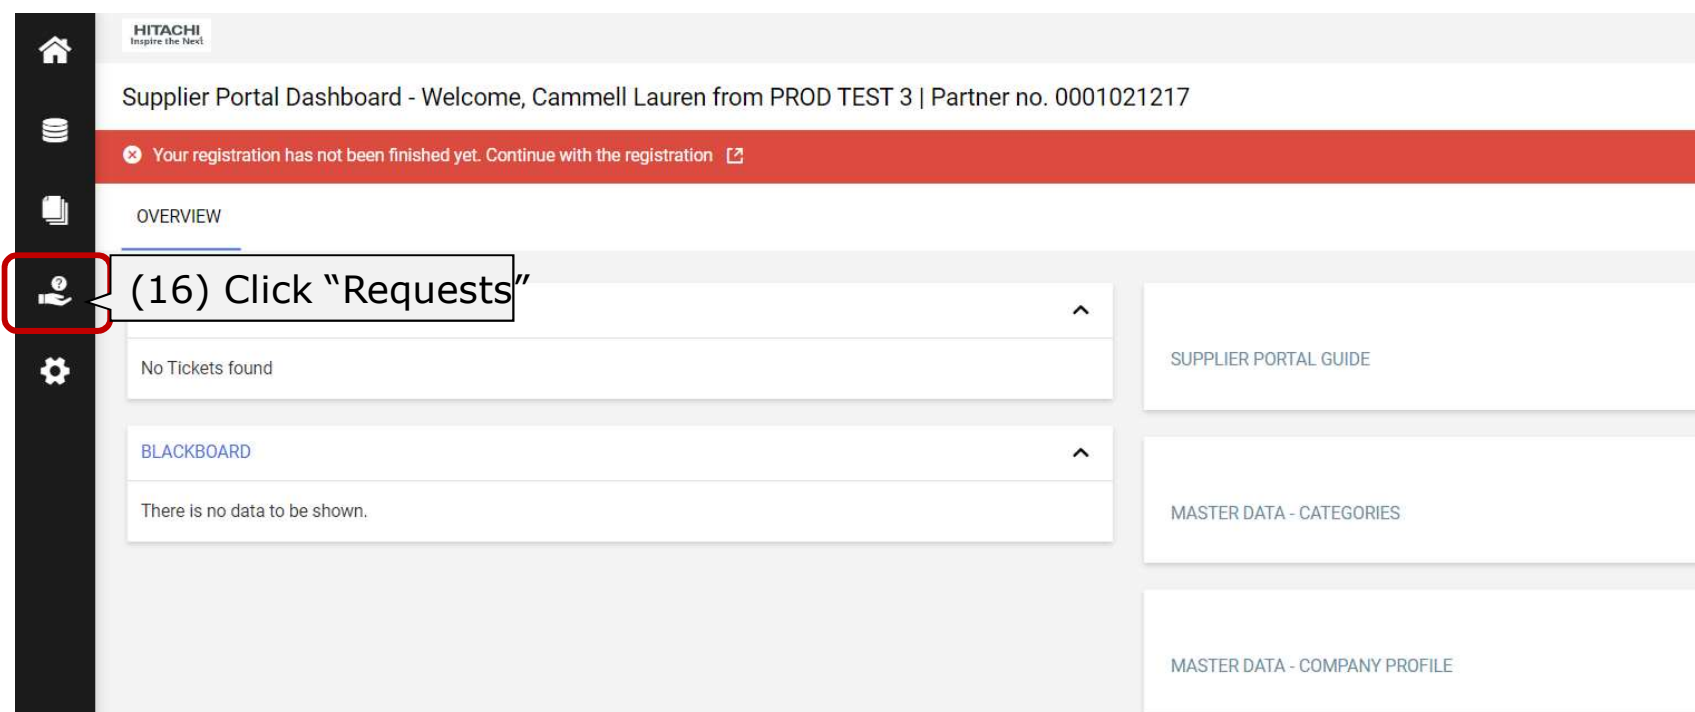 HITACHI
Inspire the Next
Supplier Portal Dashboard - Welcome, Cammell Lauren from PROD TEST 3 | Partner no. 0001021217
Your registration has not been finished yet. Continue with the registration
OVERVIEW
(16) Click “Requests”
No Tickets found
BLACKBOARD
There is no data to be shown.
SUPPLIER PORTAL GUIDE
MASTER DATA - CATEGORIES
MASTER DATA - COMPANY PROFILE